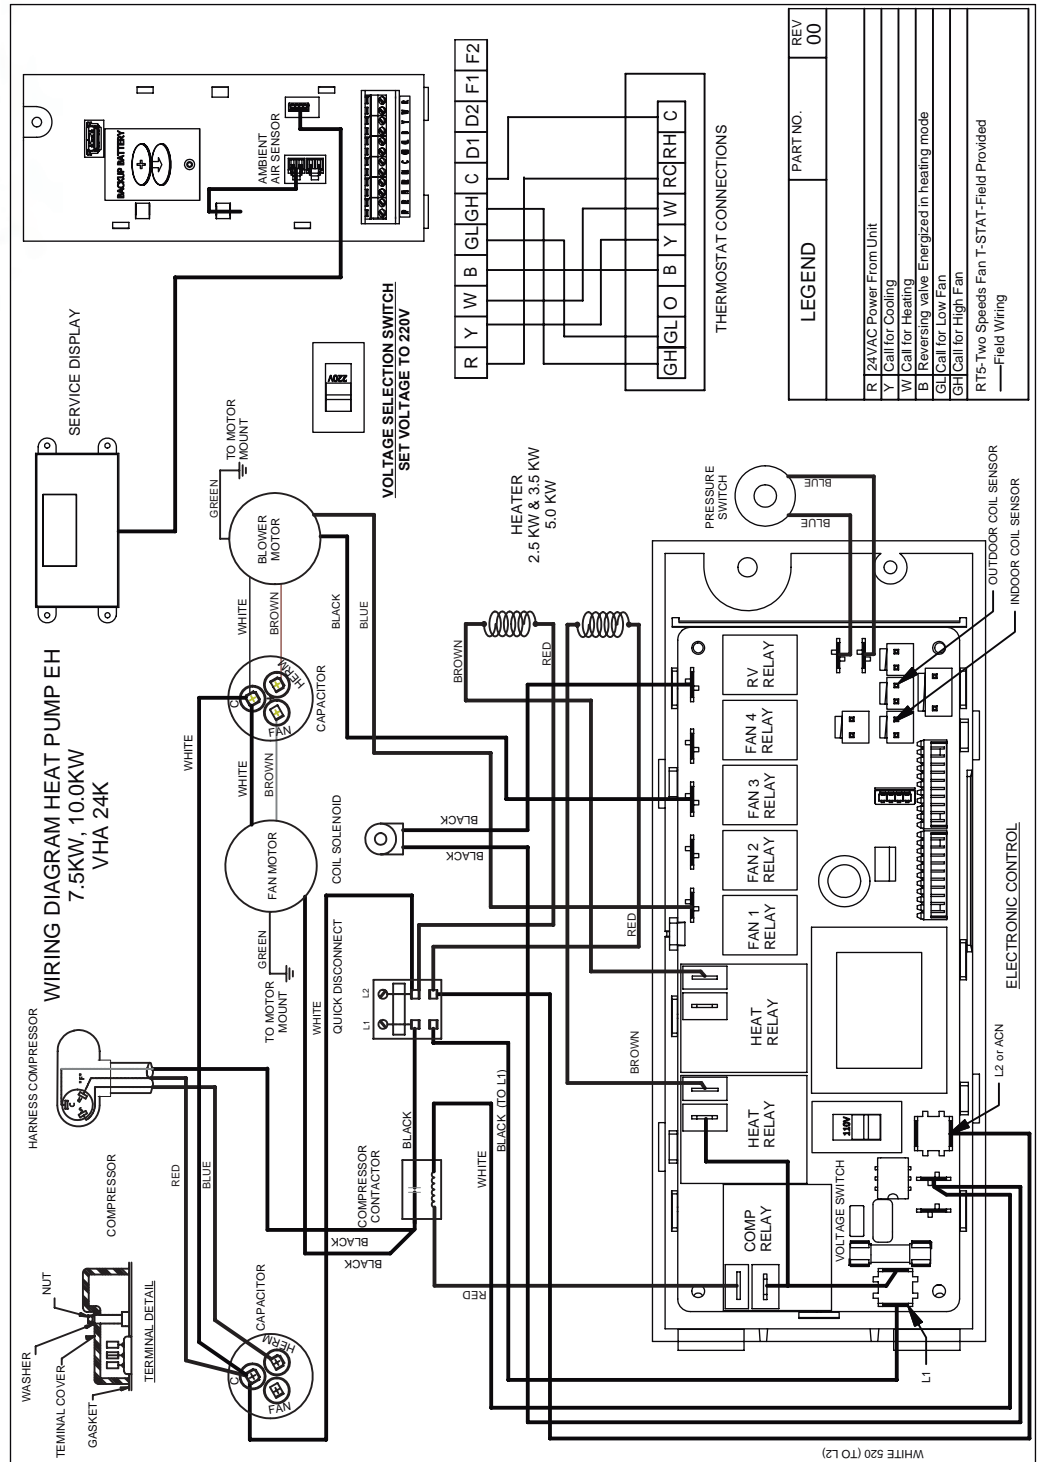 WIRING DIAGRAM HEAT PUMP EH
7.5KW, 10.0KW
VHA 24K
WASHER
NUT
TEMINAL COVER
GASKET
TERMINAL DETAIL
COMPRESSOR
HARNESS COMPRESSOR
"F"
C
RED
BLUE
CAPACITOR
C
HERM
FAN
WHITE
TO MOTOR
MOUNT
GREEN
FAN MOTOR
WHITE
BROWN
C
HERM
FAN
CAPACITOR
WHITE
BROWN
BLOWER
MOTOR
GREEN
TO MOTOR
MOUNT
BLACK
BLUE
SERVICE DISPLAY
BACKUP BATTERY
AMBIENT
AIR SENSOR
220V
VOLTAGE SELECTION SWITCH
SET VOLTAGE TO 220V
COIL SOLENOID
BLACK
BLACK
WHITE
QUICK DISCONNECT
L1
L2
COMPRESSOR
CONTACTOR
BLACK
BLACK
BLACK
BLACK (TO L1)
WHITE
RED
BROWN
RED
RED
BROWN
HEATER
2.5 KW & 3.5 KW
5.0 KW
R Y W B GL GH C D1 D2 F1 F2
GH GL O B Y W RC RH C
THERMOSTAT CONNECTIONS
PRESSURE
SWITCH
BLUE
BLUE
OUTDOOR COIL SENSOR
INDOOR COIL SENSOR
COMP
RELAY
HEAT
RELAY
HEAT
RELAY
FAN 1
RELAY
FAN 2
RELAY
FAN 3
RELAY
FAN 4
RELAY
RV
RELAY
VOLTAGE SWITCH
110V
L1
L2 or ACN
ELECTRONIC CONTROL
WHITE 520 (TO L2)
LEGEND
PART NO.
REV
00
R 24VAC Power From Unit
Y Call for Cooling
W Call for Heating
B Reversing valve Energized in heating mode
GL Call for Low Fan
GH Call for High Fan
RT5-Two Speeds Fan T-STAT-Field Provided
Field Wiring